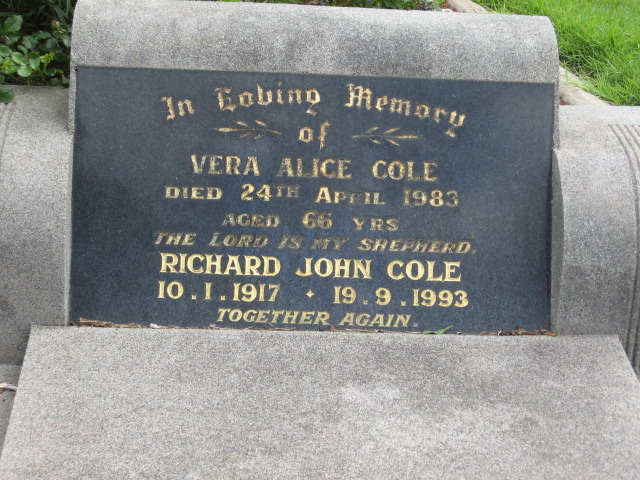 In Loving Memory
of
VERA ALICE COLE
DIED 24TH APRIL 1983
AGED 66 YRS
THE LORD IS MY SHEPHERD.
RICHARD JOHN COLE
10.1.1917 + 19.9.1993
TOGETHER AGAIN.